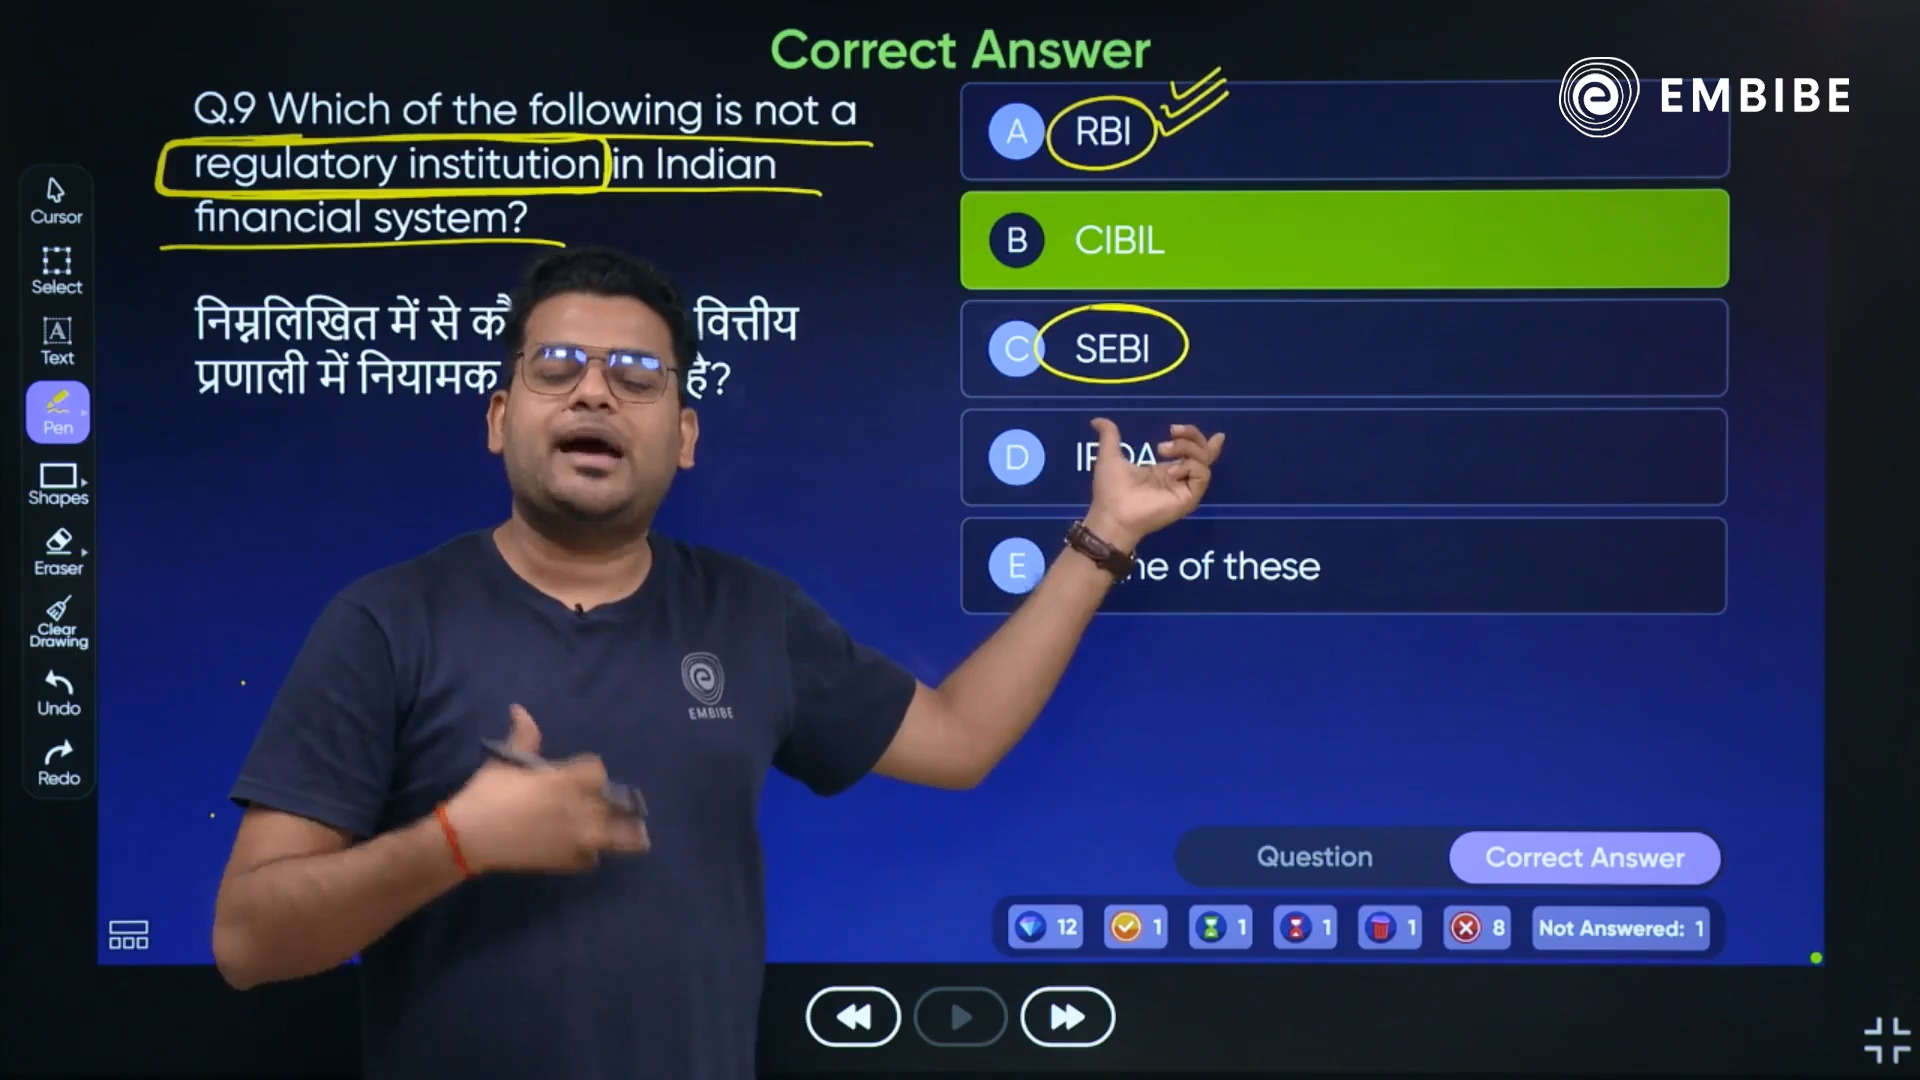 Correct Answer
EMBIBE
Q.9 Which of the following is not a
regulatory institution in Indian
financial system?
निम्नलिखित में से वित्तीय
प्रणाली में नियामक है?
A RBI
B CIBIL
C SEBI
D
E of these
Cursor
Select
A
Text
Pen
Shapes
Eraser
Clear
Drawing
Undo
Redo
EMBIBE
Question
Correct Answer
12
1
1
1
1
8
Not Answered: 1